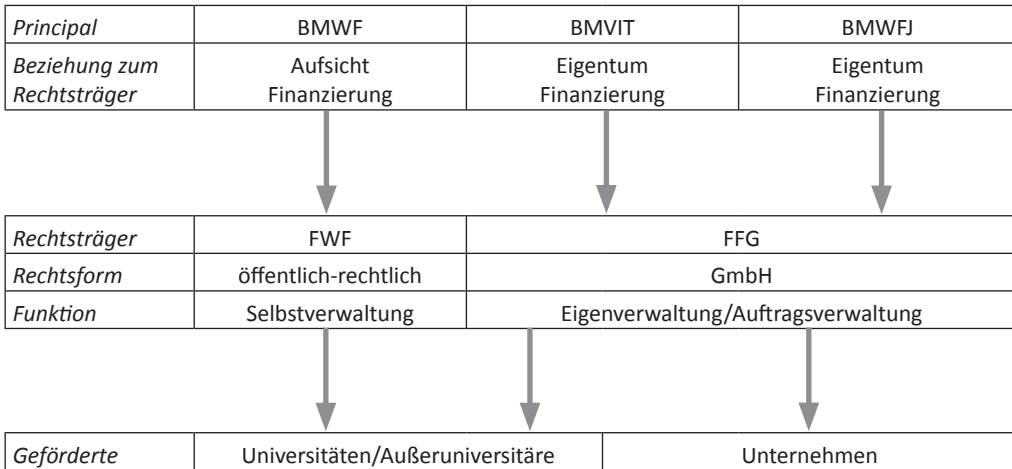 Principal BMWF BMVIT BMWFJ
Beziehung zum Aufsicht Eigentum Eigentum
Rechtsträger Finanzierung Finanzierung Finanzierung
Rechtsträger FWF FFG
Rechtsform öffentlich-rechtlich GmbH
Funktion Selbstverwaltung Eigenverwaltung/Auftragsverwaltung
Geförderte Universitäten/Außeruniversitäre Unternehmen